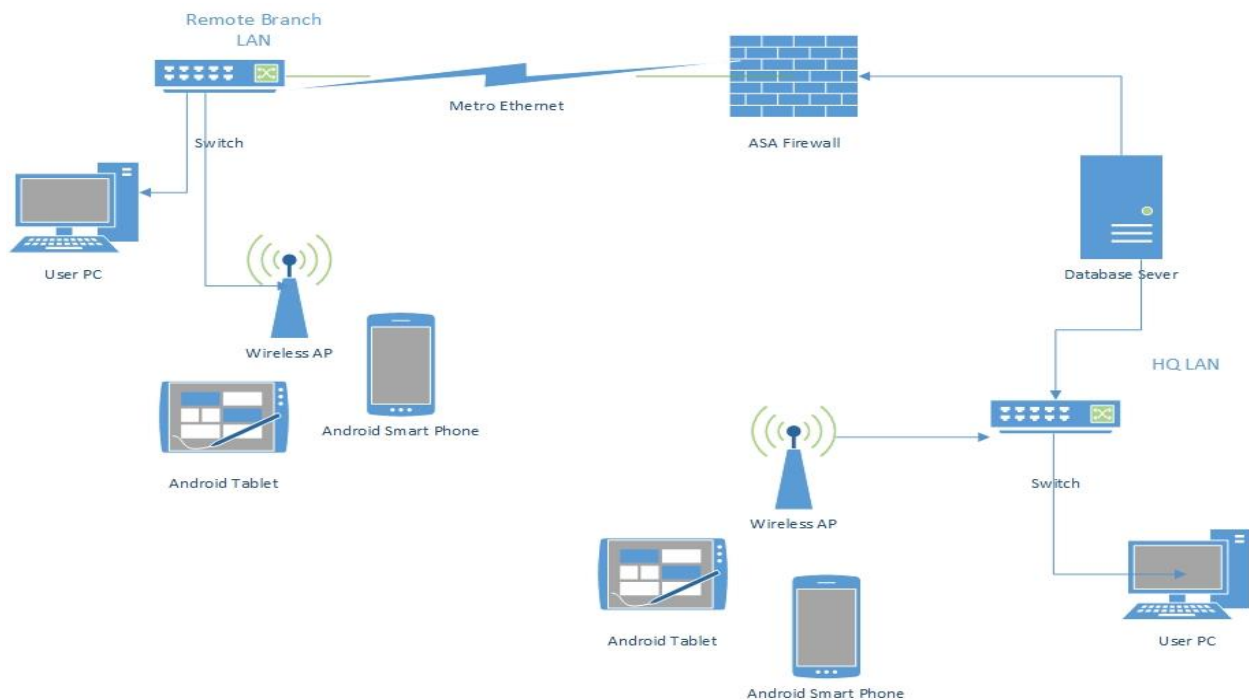 Remote Branch
LAN
Metro Ethernet
ASA Firewall
Switch
User PC
Database Sever
Wireless AP
HQ LAN
Android Smart Phone
Android Tablet
Switch
Wireless AP
Android Tablet
User PC
Android Smart Phone